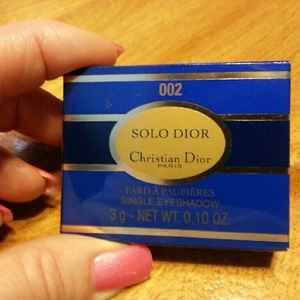 002
SOLO DIOR
Christian Dior
PARIS
FARD À PAUPIÈRES
SINGLE EYESHADOW
3 g - NET WT. 0.10 OZ.